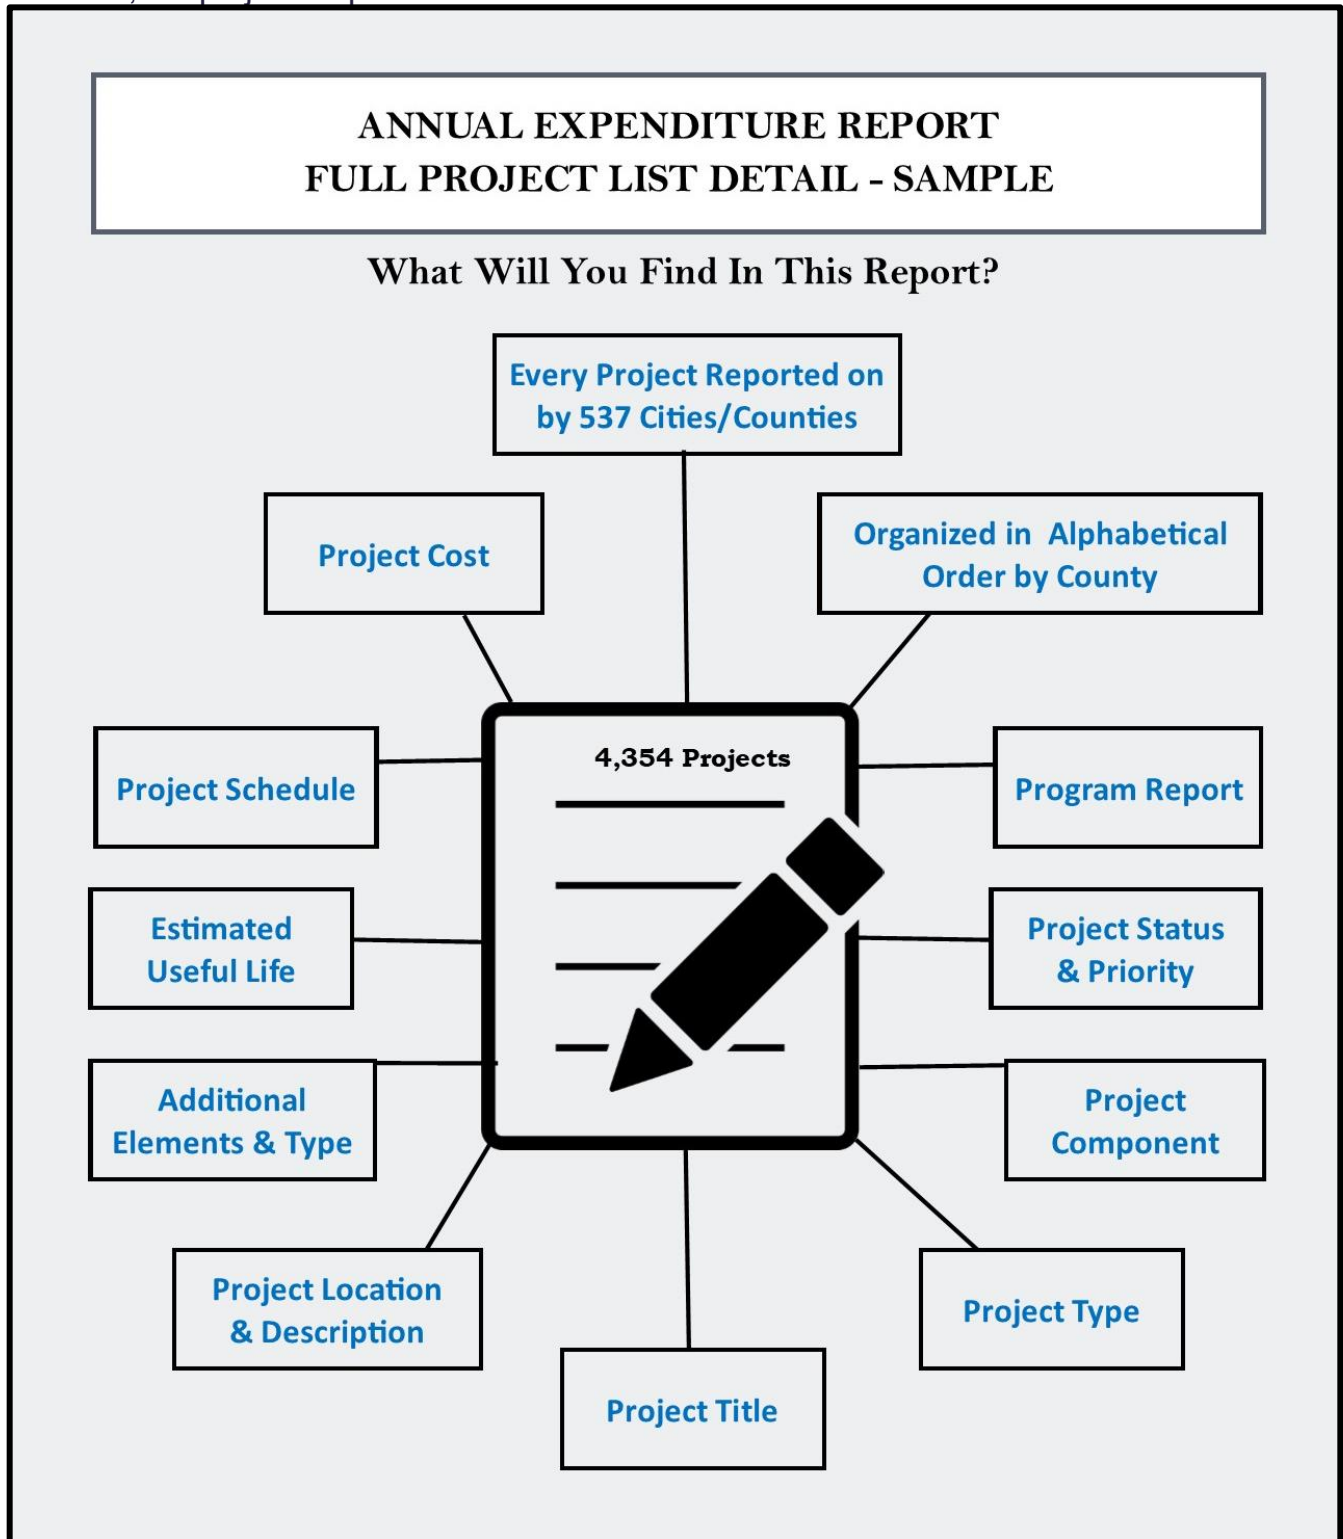 ANNUAL EXPENDITURE REPORT
FULL PROJECT LIST DETAIL - SAMPLE
What Will You Find In This Report?
Every Project Reported on
by 537 Cities/Counties
Project Cost
Organized in Alphabetical
Order by County
4,354 Projects
Project Schedule
Program Report
Estimated
Useful Life
Project Status
& Priority
Additional
Elements & Type
Project
Component
Project Location
& Description
Project Type
Project Title